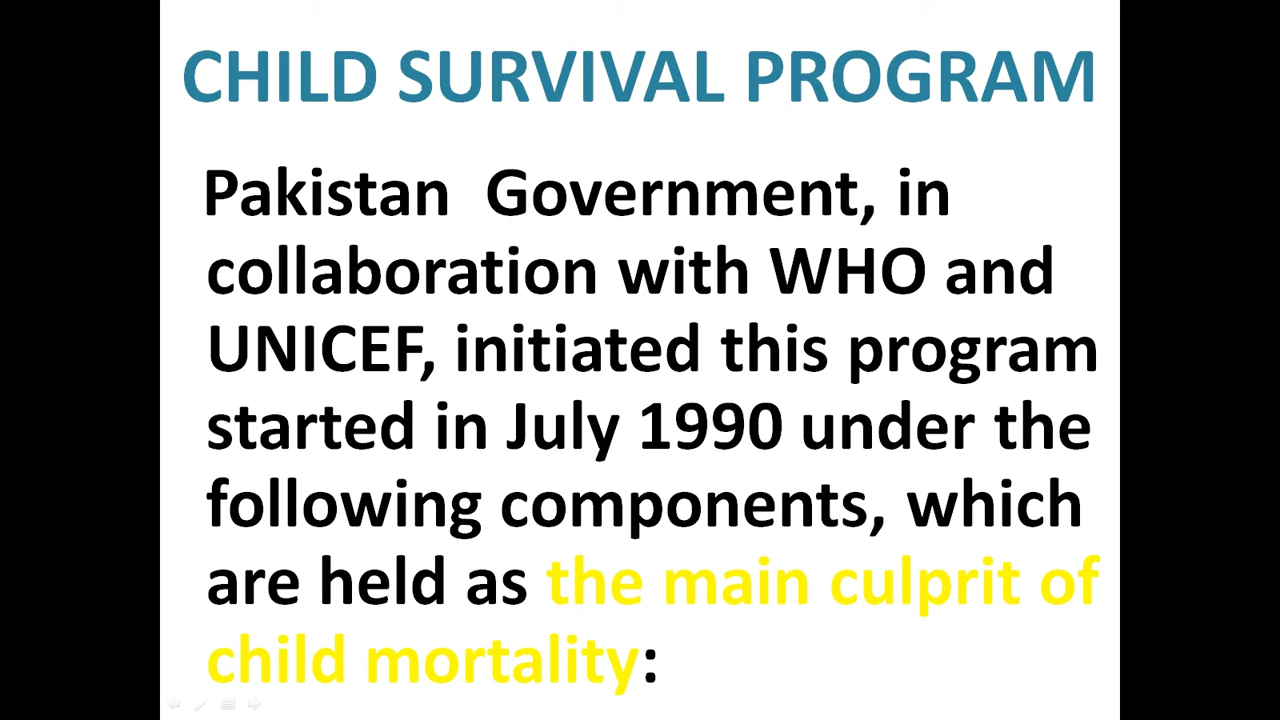 CHILD SURVIVAL PROGRAM
Pakistan Government, in
collaboration with WHO and
UNICEF, initiated this program
started in July 1990 under the
following components, which
are held as the main culprit of
child mortality: